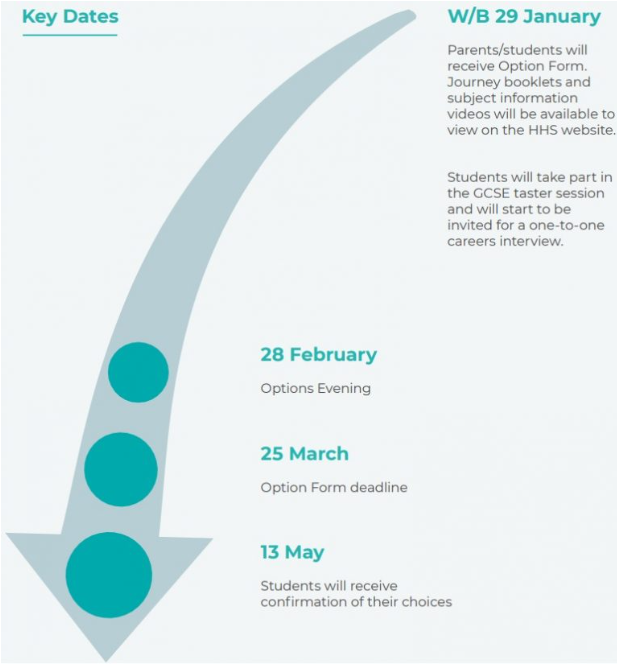 Key Dates
W/B 29 January
Parents/students will
receive Option Form.
Journey booklets and
subject information
videos will be available to
view on the HHS website.
Students will take part in
the GCSE taster session
and will start to be
invited for a one-to-one
careers interview.
28 February
Options Evening
25 March
Option Form deadline
13 May
Students will receive
confirmation of their choices